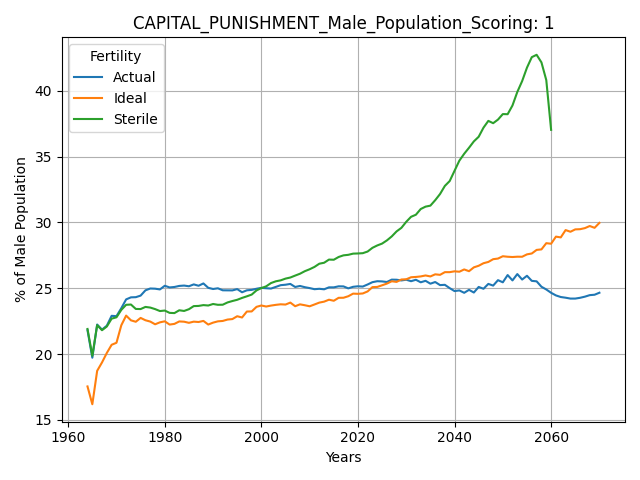 CAPITAL_PUNISHMENT_Male_Population_Scoring: 1
Fertility
Actual
Ideal
Sterile
% of Male Population
40
35
30
25
20
15
1960 1980 2000 2020 2040 2060
Years